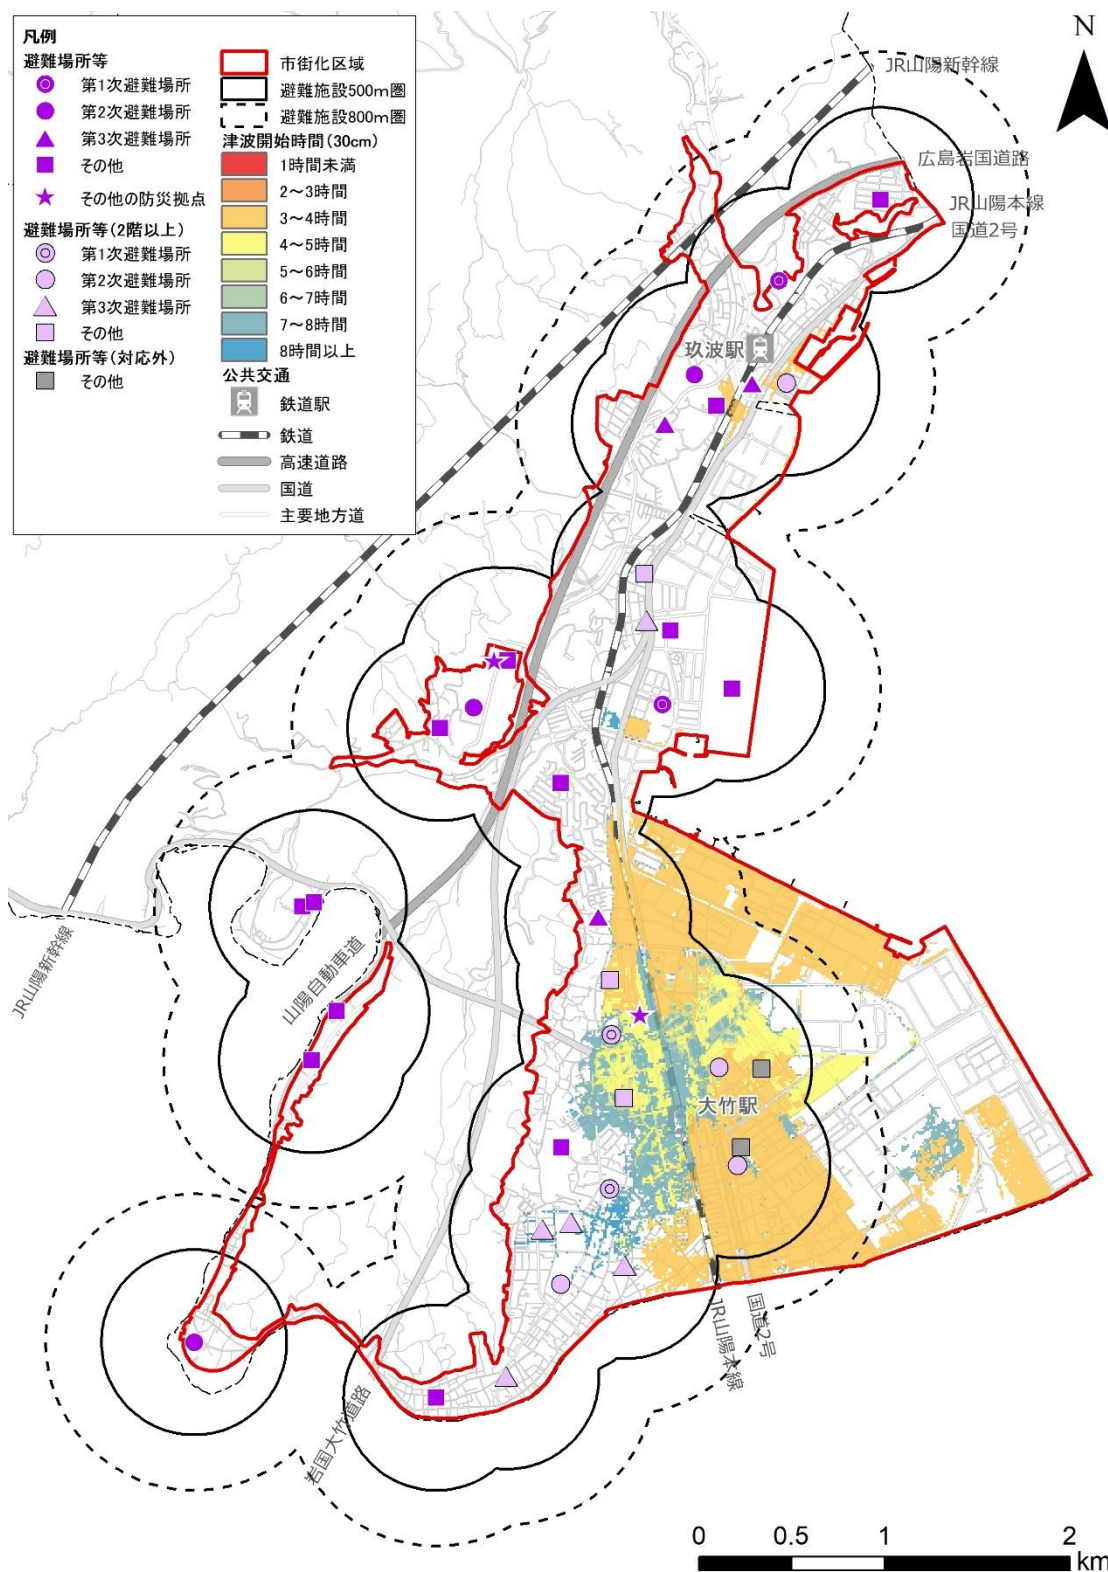 凡例
避難場所等
第1次避難場所
第2次避難場所
第3次避難場所
その他
その他の防災拠点
避難場所等(2階以上)
第1次避難場所
第2次避難場所
第3次避難場所
その他
避難場所等(対応外)
その他
市街化区域
避難施設500m圏
避難施設800m圏
津波開始時間(30cm)
1時間未満
2～3時間
3～4時間
4～5時間
5～6時間
6～7時間
7～8時間
8時間以上
公共交通
鉄道駅
鉄道
高速道路
国道
主要地方道
N
JR山陽新幹線
広島岩国道路
JR山陽本線
国道2号
玖波駅
JR山陽新幹線
山陽自動車道
大竹駅
岩国大竹道路
JR山陽本線
国道2号
0 0.5 1 2
km